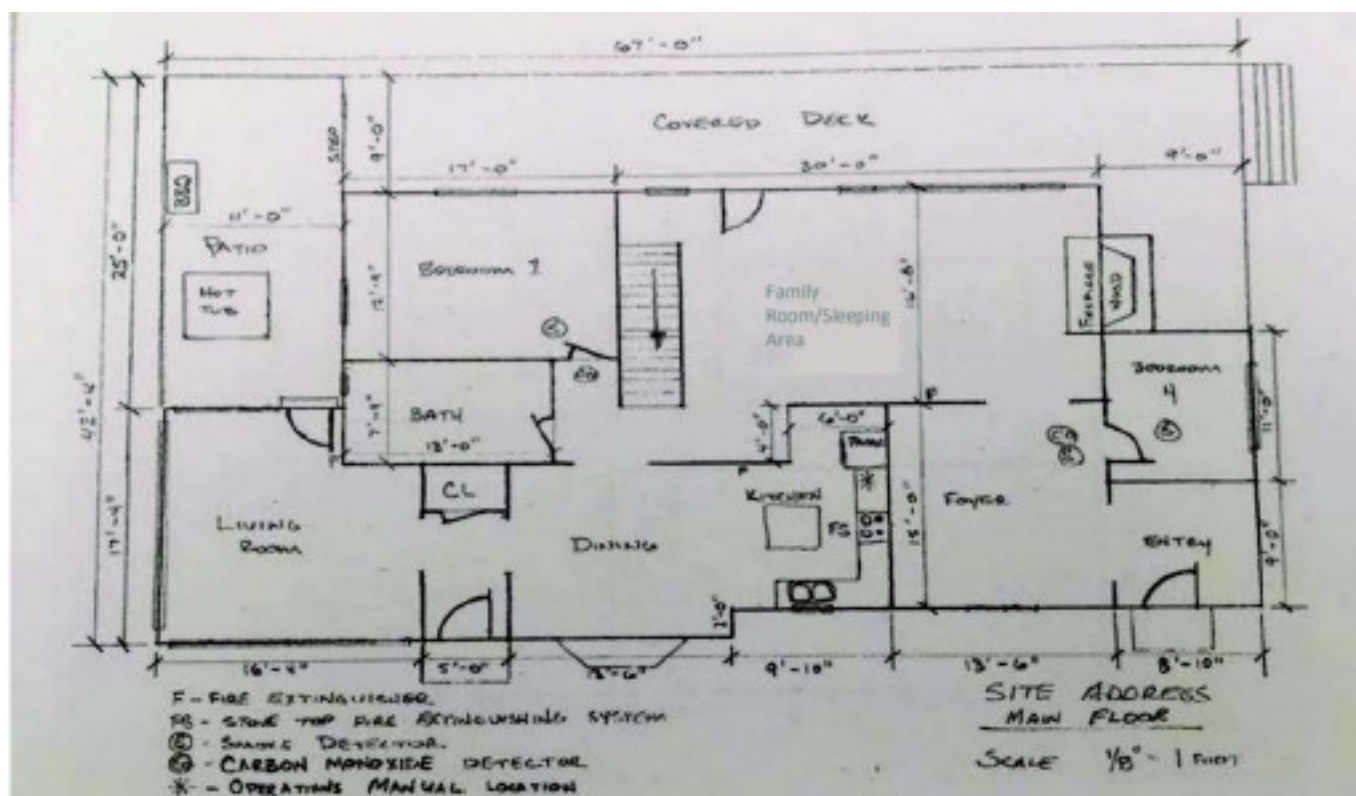 67'-0"
COVERED DECK
STEP
9'-0"
17'-0"
30'-0"
9'-0"
BBQ
11'-0"
PATIO
HOT
TUB
25'-0"
42'-4"
17'-4"
BEDROOM 1
12'-9"
Family
Room/Sleeping
Area
16'-8"
FIREPLACE
WOOD
BEDROOM
4
11'-0"
BATH
7'-9"
13'-0"
4'-0"
6'-0"
F
F
CL
KITCHEN
FS
15'-0"
FOYER
LIVING
ROOM
DINING
ENTRY
9'-0"
2'-0"
16'-4"
5'-0"
13'-6"
9'-10"
13'-6"
8'-10"
F - FIRE EXTINGUISHER
FS - STOVE TOP FIRE EXTINGUISHING SYSTEM
Ⓢ - SMOKE DETECTOR
- CARBON MONOXIDE DETECTOR
* - OPERATIONS MANUAL LOCATION
SITE ADDRESS
MAIN FLOOR
SCALE 1/8" - 1 FOOT